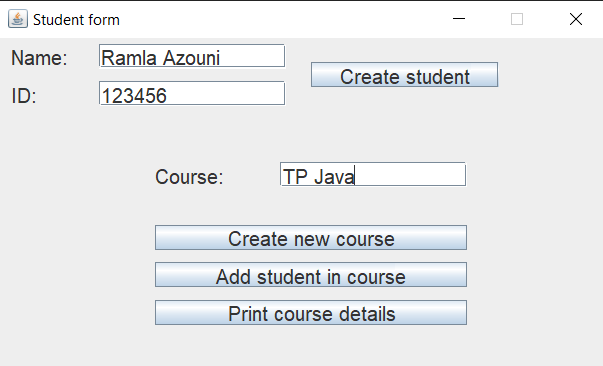 Student form
Name: Ramla Azouni
Create student
ID: 123456
Course: TP Java
Create new course
Add student in course
Print course details